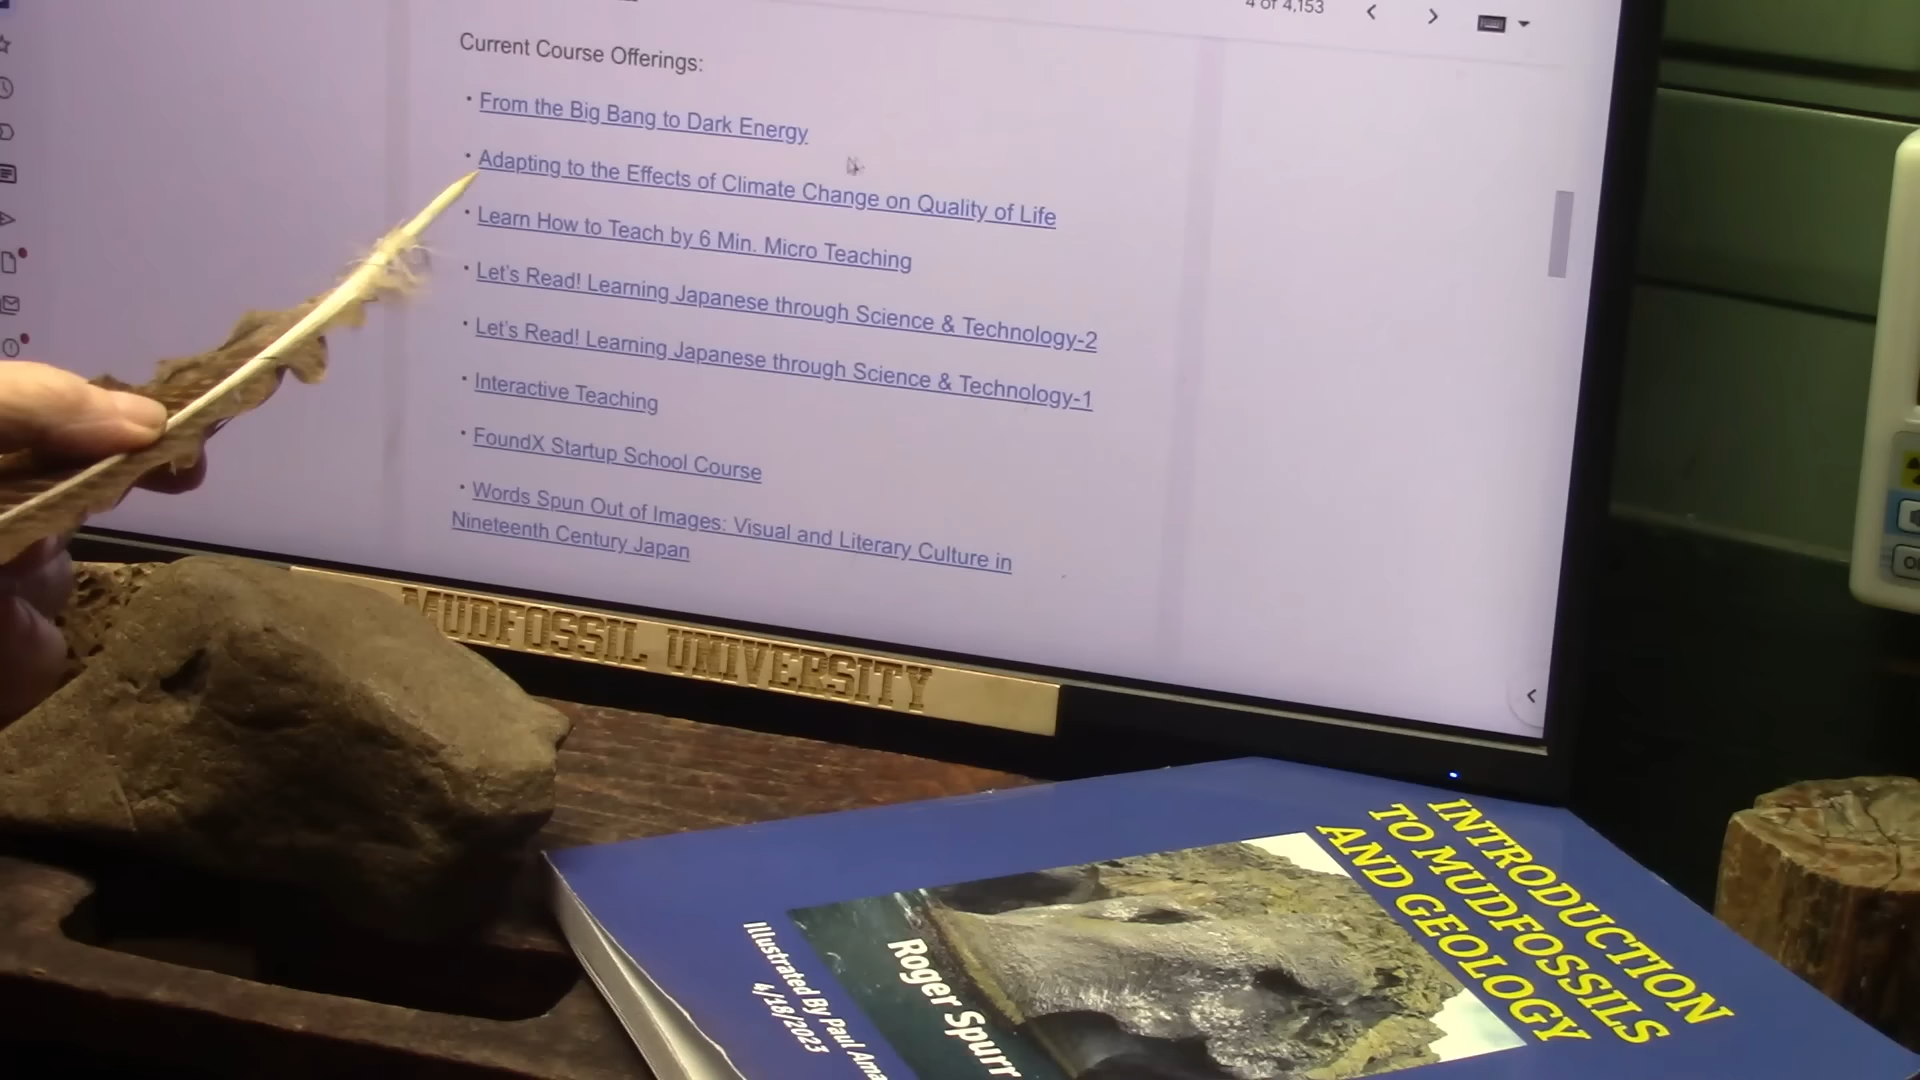 4 of 4,153
Current Course Offerings:
• From the Big Bang to Dark Energy
• Adapting to the Effects of Climate Change on Quality of Life
• Learn How to Teach by 6 Min. Micro Teaching
• Let's Read! Learning Japanese through Science & Technology-2
• Let's Read! Learning Japanese through Science & Technology-1
• Interactive Teaching
• FoundX Startup School Course
• Words Spun Out of Images: Visual and Literary Culture in
Nineteenth Century Japan
MUDFOSSIL UNIVERSITY
INTRODUCTION
TO MUDFOSSILS
AND GEOLOGY
Roger Spurr
Illustrated By Paul
4/18/2023